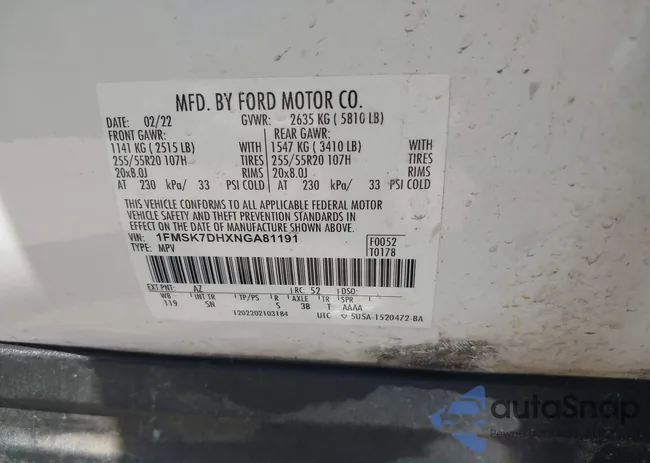 MFD. BY FORD MOTOR CO.
DATE: 02/22 GVWR: 2635 KG ( 5810 LB)
FRONT GAWR: REAR GAWR:
1141 KG ( 2515 LB) WITH 1547 KG ( 3410 LB) WITH
255/55R20 107H TIRES 255/55R20 107H TIRES
20x8.0J RIMS 20x8.0J RIMS
AT 230 kPa/ 33 PSI COLD AT 230 kPa/ 33 PSI COLD
THIS VEHICLE CONFORMS TO ALL APPLICABLE FEDERAL MOTOR
VEHICLE SAFETY AND THEFT PREVENTION STANDARDS IN
EFFECT ON THE DATE OF MANUFACTURE SHOWN ABOVE.
VIN: 1FMSK7DHXNGA81191 F0052
TYPE: MPV T0178
EXT PNT: AZ RC: 52 DSO:
WB INT TR TP/PS R AXLE TR SPR
119 SN S 3B T AAAA
1202202103184 UTC 5U5A-1520472-BA
autoSnap